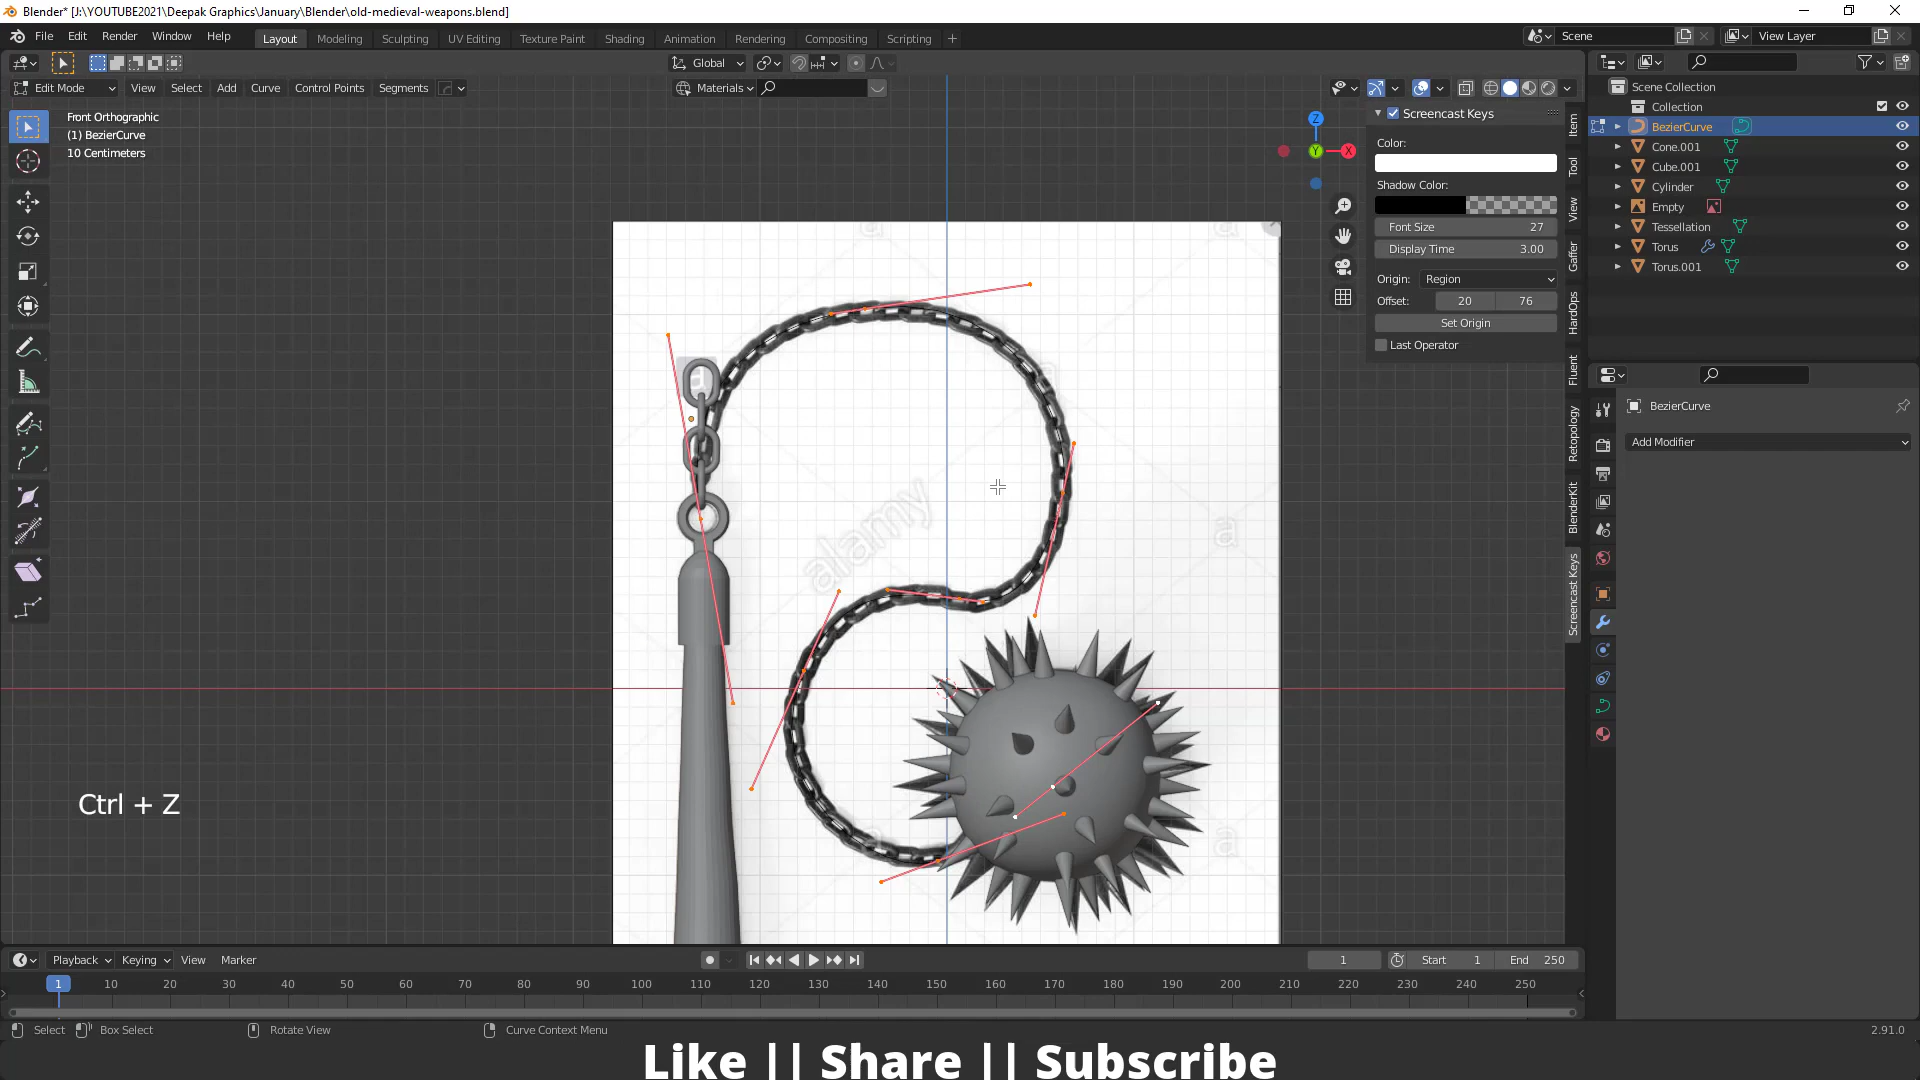 Blender* [J:\YOUTUBE2021\Deepak Graphics\January\Blender\old-medieval-weapons.blend]
File Edit Render Window Help
Layout Modeling Sculpting UV Editing Texture Paint Shading Animation Rendering Compositing Scripting +
Scene
View Layer
Global
Edit Mode View Select Add Curve Control Points Segments
Materials
Front Orthographic
(1) BezierCurve
10 Centimeters
Z
Y
X
Screencast Keys
Color:
Shadow Color:
Font Size 27
Display Time 3.00
Origin: Region
Offset: 20 76
Set Origin
Last Operator
Item
Tool
View
Gaffer
HardOps
Fluent
Retopology
BlenderKit
Screencast Keys
Scene Collection
Collection
BezierCurve
Cone.001
Cube.001
Cylinder
Empty
Tessellation
Torus
Torus.001
BezierCurve
Add Modifier
a
a
a
a
alamy
a
a
Ctrl + Z
Playback Keying View Marker
1 Start 1 End 250
1 10 20 30 40 50 60 70 80 90 100 110 120 130 140 150 160 170 180 190 200 210 220 230 240 250
Select Box Select Rotate View Curve Context Menu
2.91.0
Like || Share || Subscribe